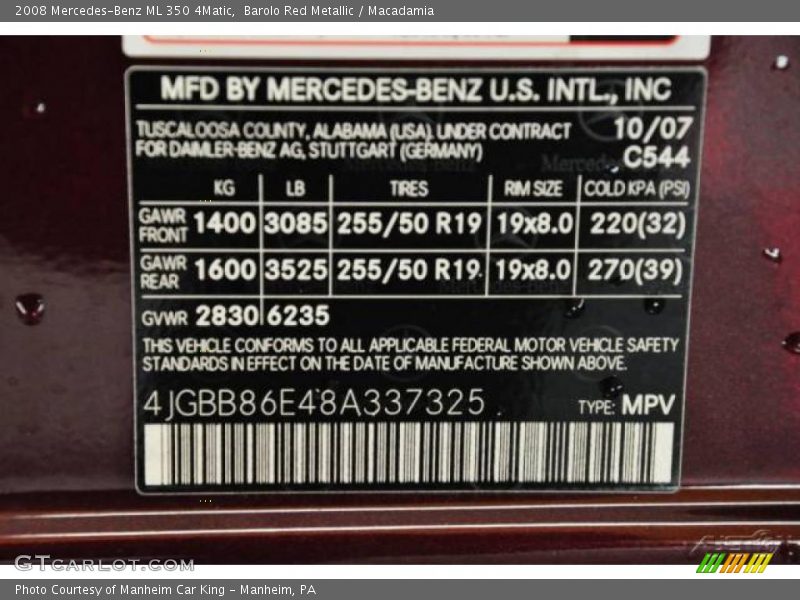 2008 Mercedes-Benz ML 350 4Matic,  Barolo Red Metallic / Macadamia
MFD BY MERCEDES-BENZ U.S. INTL., INC
TUSCALOOSA COUNTY, ALABAMA (USA). UNDER CONTRACT 10/07
FOR DAIMLER-BENZ AG, STUTTGART (GERMANY) C544
KG LB TIRES RIM SIZE COLD KPA (PSI)
GAWR FRONT 1400 3085 255/50 R19 19x8.0 220(32)
GAWR REAR 1600 3525 255/50 R19 19x8.0 270(39)
GVWR 2830 6235
THIS VEHICLE CONFORMS TO ALL APPLICABLE FEDERAL MOTOR VEHICLE SAFETY
STANDARDS IN EFFECT ON THE DATE OF MANUFACTURE SHOWN ABOVE.
4JGBB86E48A337325 TYPE: MPV
GTCARLOT.COM
Photo Courtesy of Manheim Car King - Manheim, PA